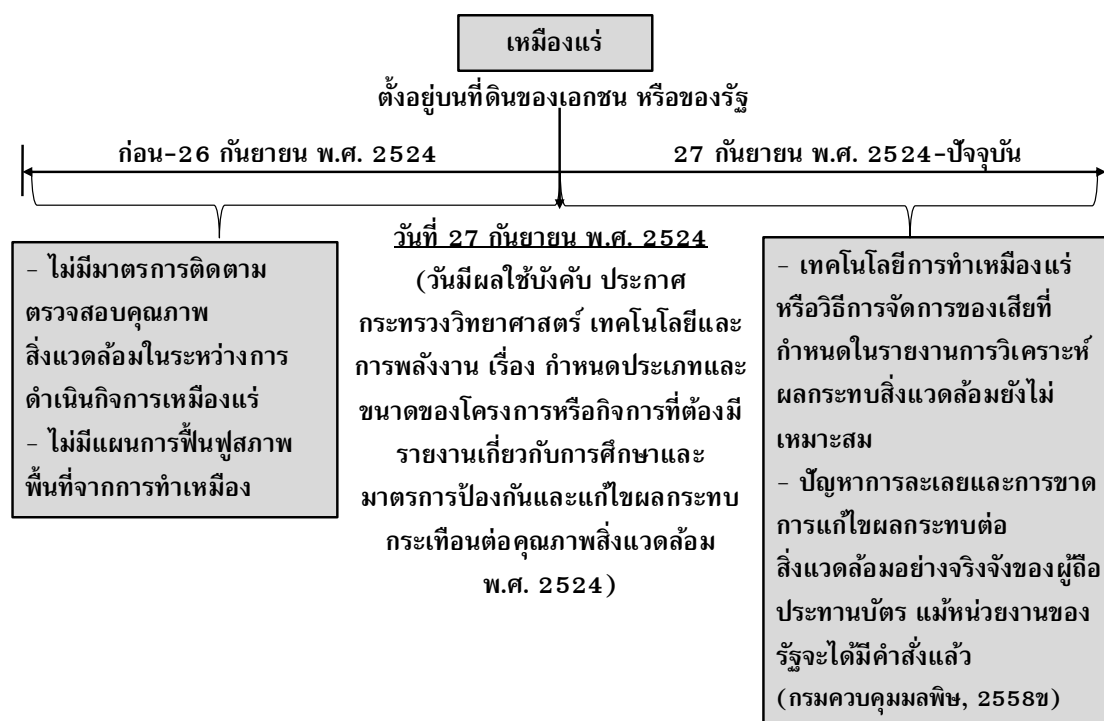 เหมืองแร่
ตั้งอยู่บนที่ดินของเอกชน หรือของรัฐ
ก่อน-26 กันยายน พ.ศ. 2524
27 กันยายน พ.ศ. 2524-ปัจจุบัน
- ไม่มีมาตรการติดตาม
ตรวจสอบคุณภาพ
สิ่งแวดล้อมในระหว่างการ
ดำเนินกิจการเหมืองแร่
- ไม่มีแผนการฟื้นฟูสภาพ
พื้นที่จากการทำเหมือง
วันที่ 27 กันยายน พ.ศ. 2524
(วันมีผลใช้บังคับ ประกาศ
กระทรวงวิทยาศาสตร์ เทคโนโลยีและ
การพลังงาน เรื่อง กำหนดประเภทและ
ขนาดของโครงการหรือกิจการที่ต้องมี
รายงานเกี่ยวกับการศึกษาและ
มาตรการป้องกันและแก้ไขผลกระทบ
กระเทือนต่อคุณภาพสิ่งแวดล้อม
พ.ศ. 2524)
- เทคโนโลยีการทำเหมืองแร่
หรือวิธีการจัดการของเสียที่
กำหนดในรายงานการวิเคราะห์
ผลกระทบสิ่งแวดล้อมยังไม่
เหมาะสม
- ปัญหาการละเลยและการขาด
การแก้ไขผลกระทบต่อ
สิ่งแวดล้อมอย่างจริงจังของผู้ถือ
ประทานบัตร แม้หน่วยงานของ
รัฐจะได้มีคำสั่งแล้ว
(กรมควบคุมมลพิษ, 2558ข)